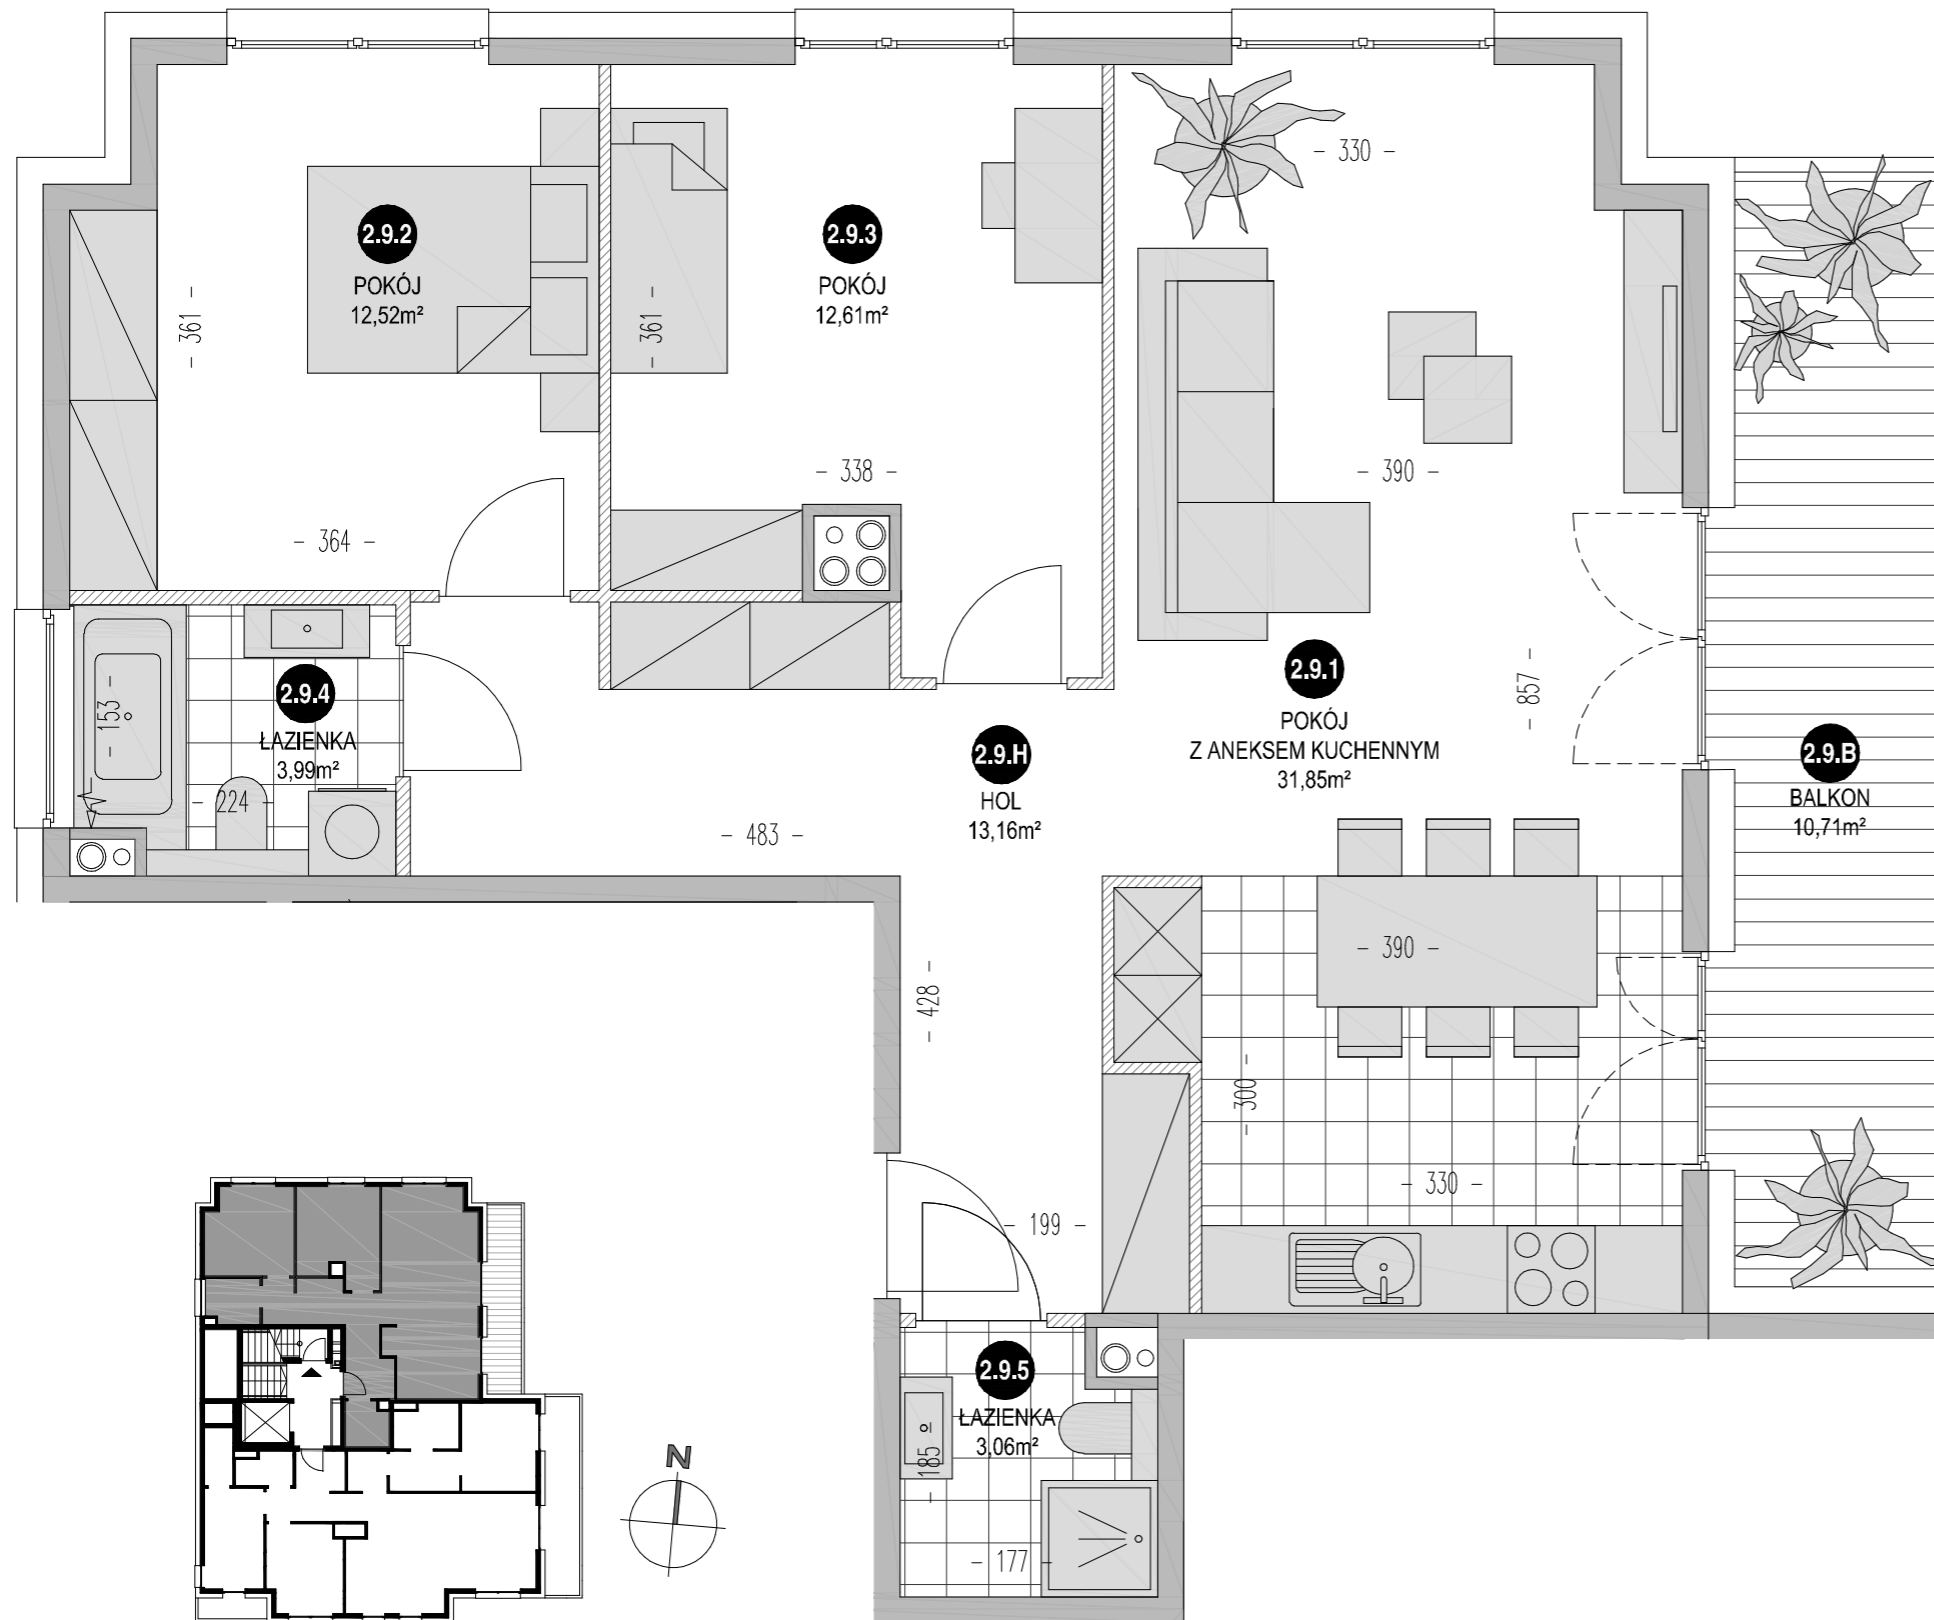 - 330 -
2.9.2
POKÓJ
12,52m²
2.9.3
POKÓJ
12,61m²
- 361 -
- 361 -
- 338 -
- 390 -
- 364 -
2.9.1
POKÓJ
Z ANEKSEM KUCHENNYM
31,85m²
- 857 -
2.9.4
ŁAZIENKA
3,99m²
- 153 -
- 224 -
2.9.H
HOL
13,16m²
2.9.B
BALKON
10,71m²
- 483 -
- 390 -
- 428 -
- 300 -
- 330 -
- 199 -
2.9.5
ŁAZIENKA
3,06m²
- 185 -
- 177 -
N